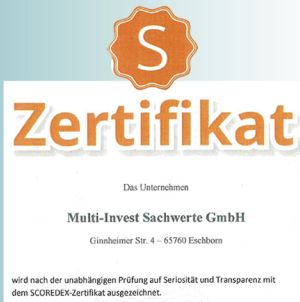 S
Zertifikat
Das Unternehmen
Multi-Invest Sachwerte GmbH
Ginnheimer Str. 4 – 65760 Eschborn
wird nach der unabhängigen Prüfung auf Seriosität und Transparenz mit
dem SCOREDEX-Zertifikat ausgezeichnet.